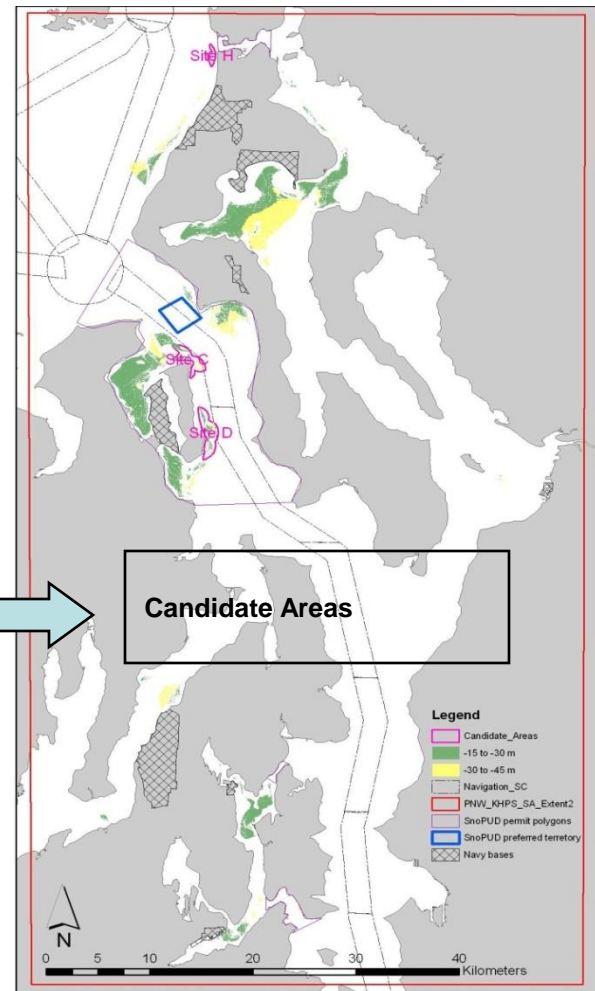 Site H
Site C
Site D
Candidate Areas
Legend
Candidate_Areas
-15 to -30 m
-30 to -45 m
Navigation_SC
PNW_KHPS_SA_Extent2
SnoPUD permit polygons
SnoPUD preferred terretory
Navy bases
N
0 5 10 20 30 40
Kilometers